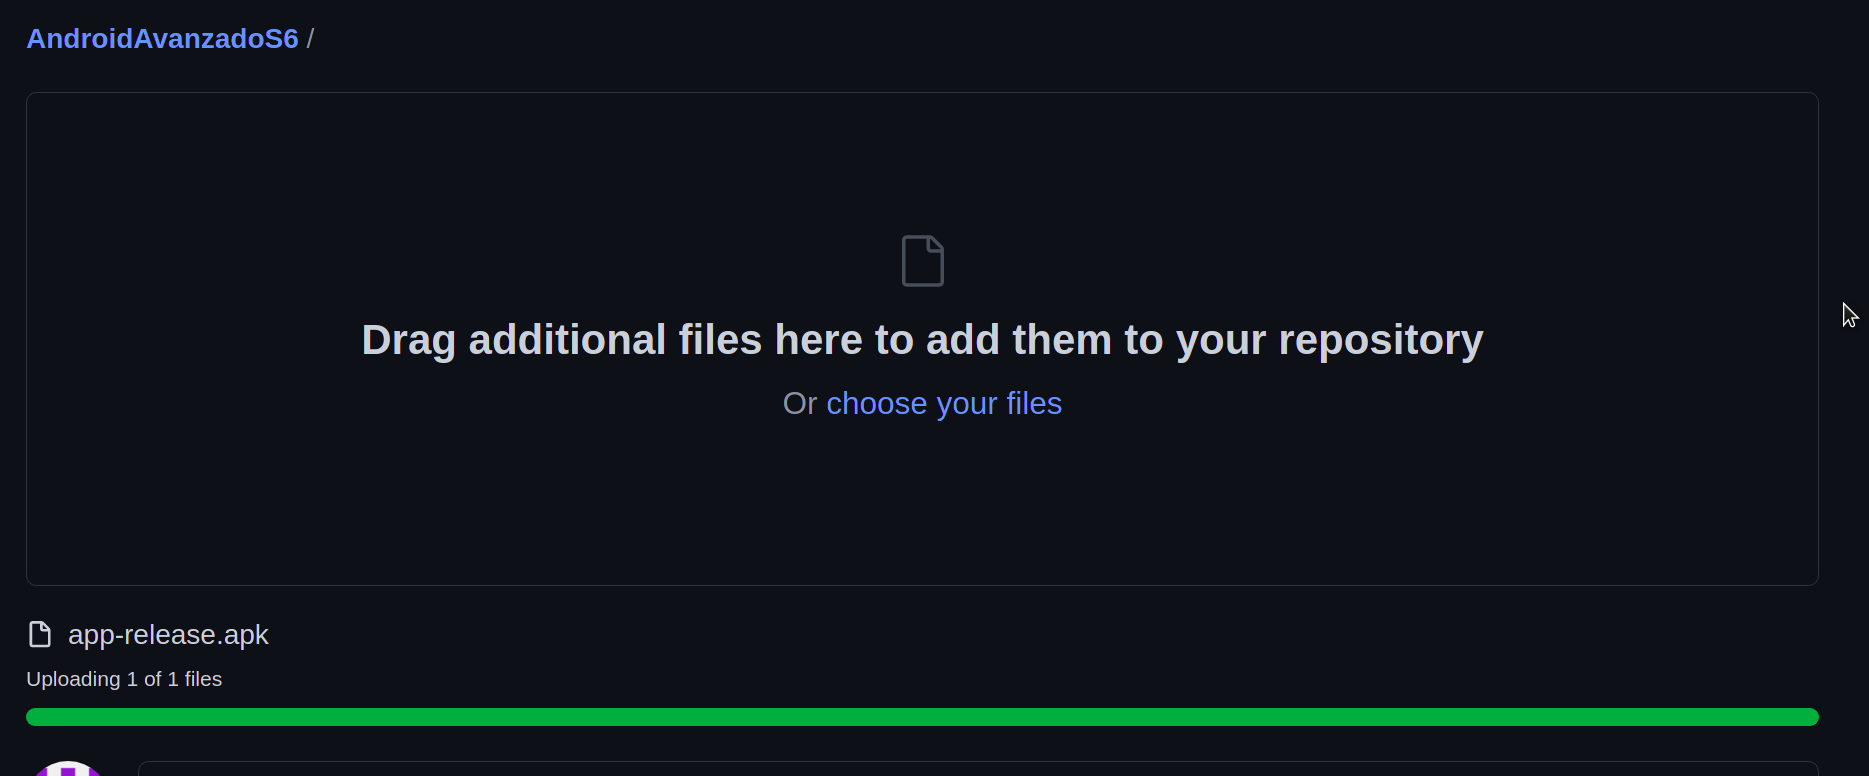 AndroidAvanzadoS6 /
Drag additional files here to add them to your repository
Or choose your files
app-release.apk
Uploading 1 of 1 files